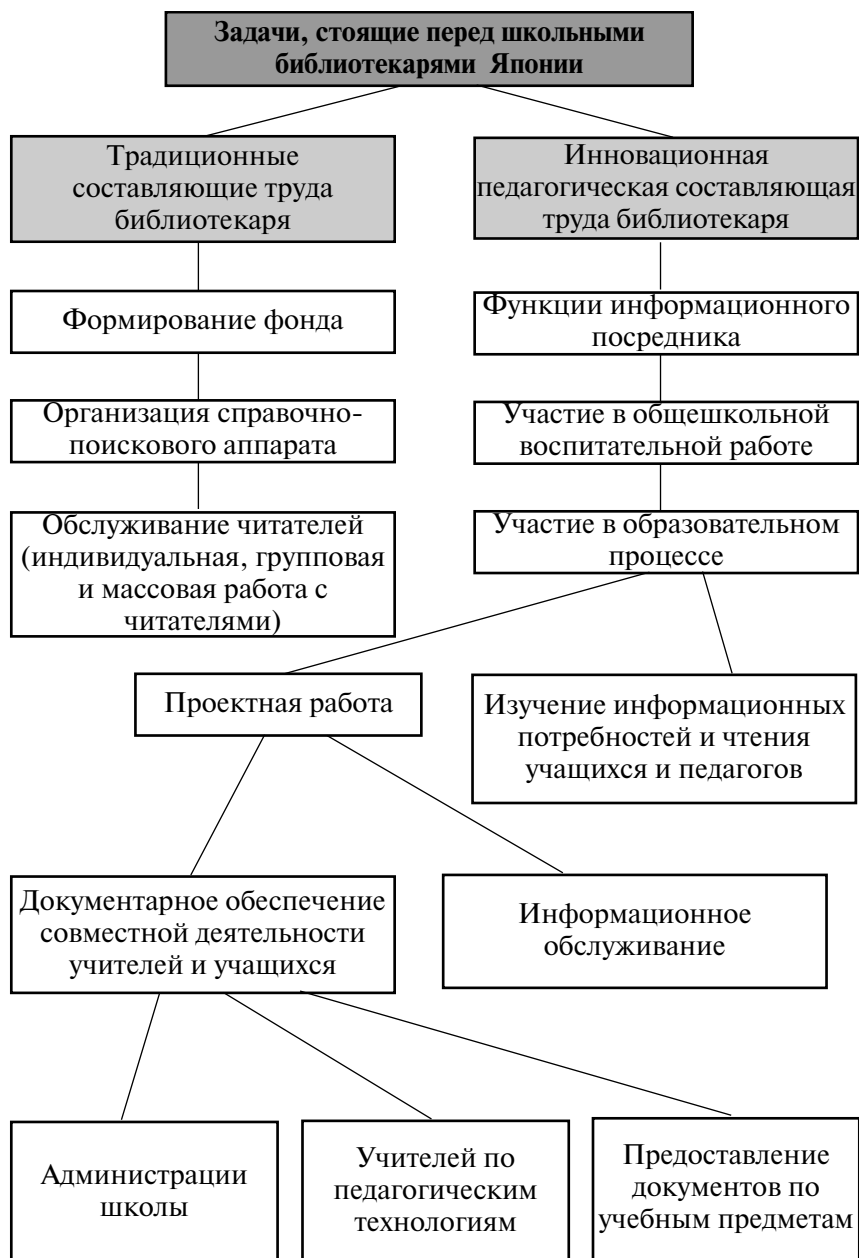 Задачи, стоящие перед школьными
библиотекарями Японии
Традиционные
составляющие труда
библиотекаря
Инновационная
педагогическая составляющая
труда библиотекаря
Формирование фонда
Функции информационного
посредника
Организация справочно-
поискового аппарата
Участие в общешкольной
воспитательной работе
Обслуживание читателей
(индивидуальная, групповая
и массовая работа с
читателями)
Участие в образовательном
процессе
Проектная работа
Изучение информационных
потребностей и чтения
учащихся и педагогов
Документарное обеспечение
совместной деятельности
учителей и учащихся
Информационное
обслуживание
Администрации
школы
Учителей по
педагогическим
технологиям
Предоставление
документов по
учебным предметам